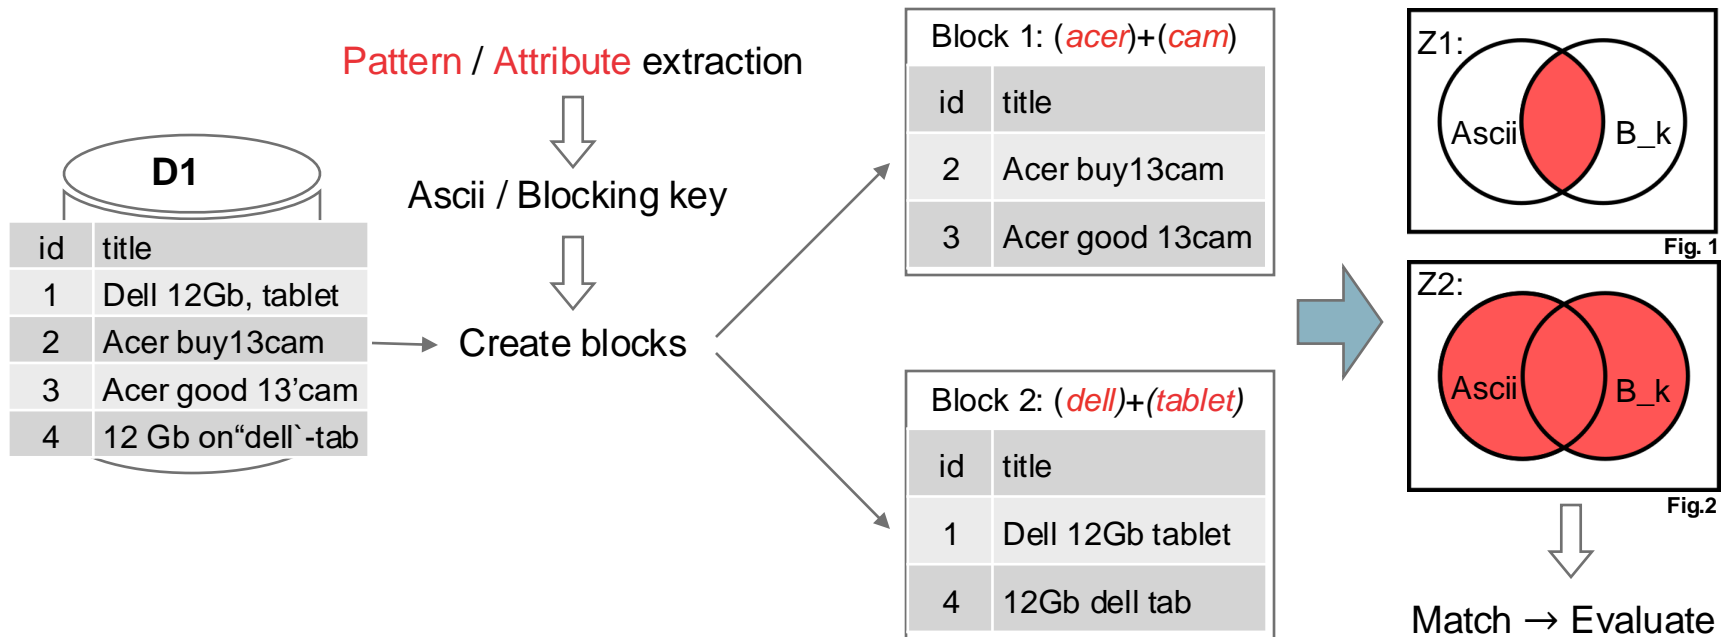 Pattern / Attribute extraction
Ascii / Blocking key
Create blocks
D1
id title
1 Dell 12Gb, tablet
2 Acer buy13cam
3 Acer good 13’cam
4 12 Gb on“dell`-tab
Block 1: (acer)+(cam)
id title
2 Acer buy13cam
3 Acer good 13cam
Block 2: (dell)+(tablet)
id title
1 Dell 12Gb tablet
4 12Gb dell tab
Z1:
Ascii B_k
Fig. 1
Z2:
Ascii B_k
Fig.2
Match → Evaluate